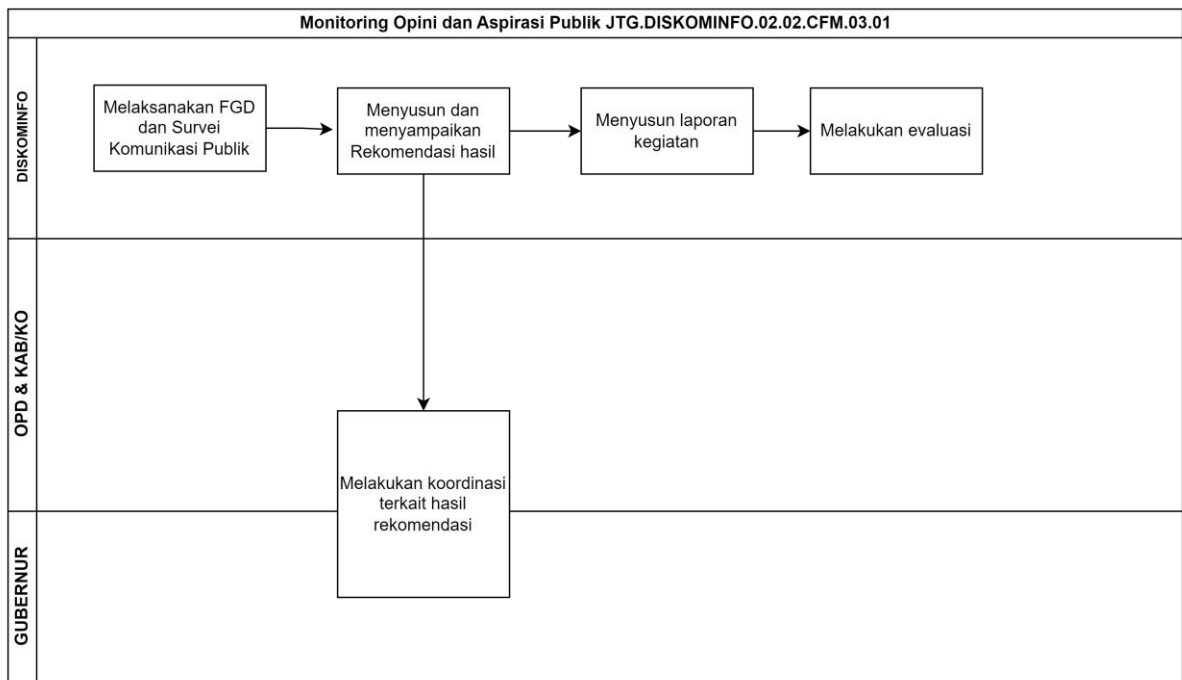 Monitoring Opini dan Aspirasi Publik JTG.DISKOMINFO.02.02.CFM.03.01
DISKOMINFO
Melaksanakan FGD
dan Survei
Komunikasi Publik
Menyusun dan
menyampaikan
Rekomendasi hasil
Menyusun laporan
kegiatan
Melakukan evaluasi
OPD & KAB/KO
Melakukan koordinasi
terkait hasil
rekomendasi
GUBERNUR